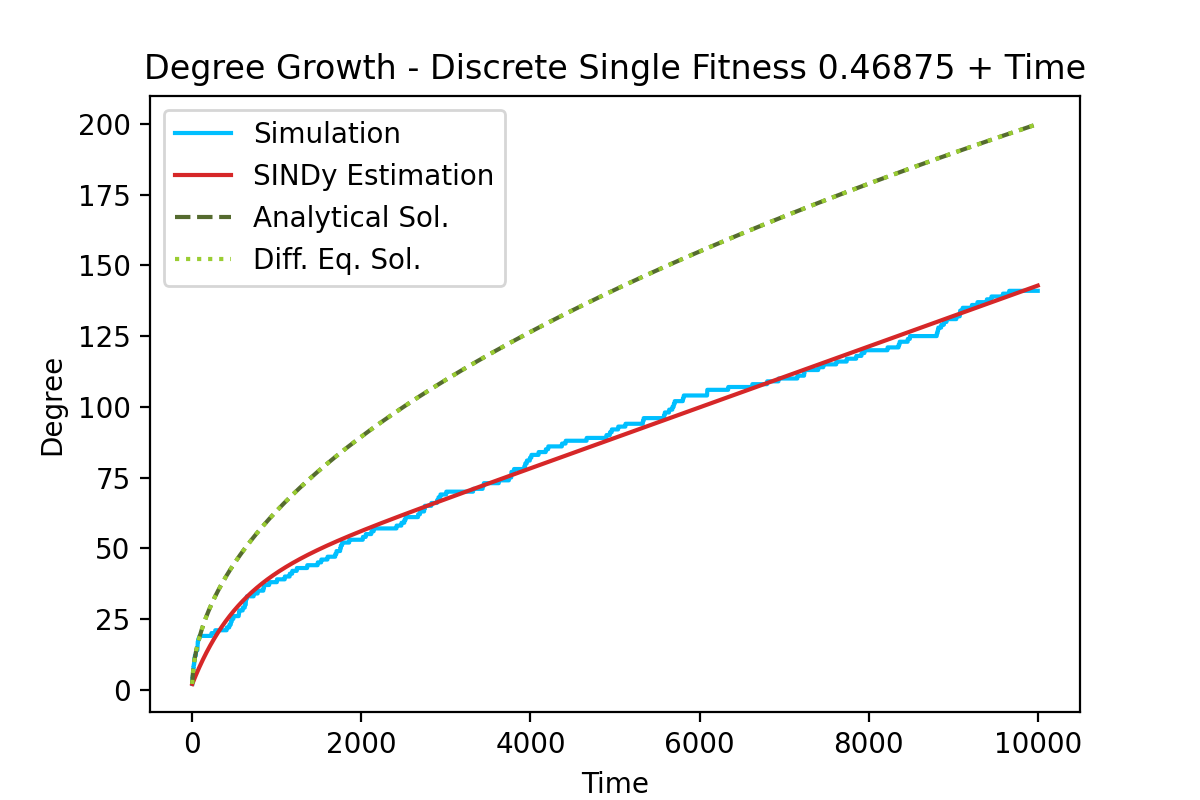 Degree Growth - Discrete Single Fitness 0.46875 + Time
Simulation
SINDy Estimation
Analytical Sol.
Diff. Eq. Sol.
200
175
150
125
100
75
50
25
0
Degree
0 2000 4000 6000 8000 10000
Time